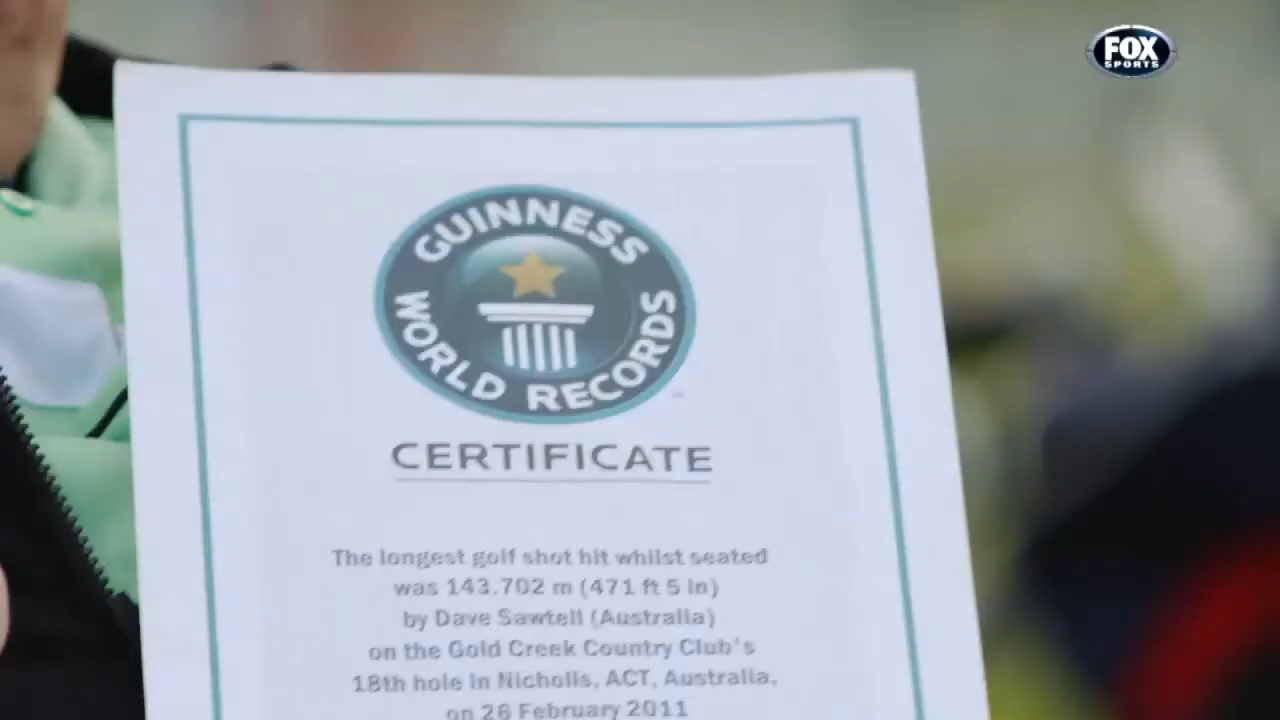 FOX
SPORTS
GUINNESS
WORLD RECORDS
™
CERTIFICATE
The longest golf shot hit whilst seated
was 143.702 m (471 ft 5 in)
by Dave Sawtell (Australia)
on the Gold Creek Country Club's
18th hole in Nicholls, ACT, Australia,
on 26 February 2011